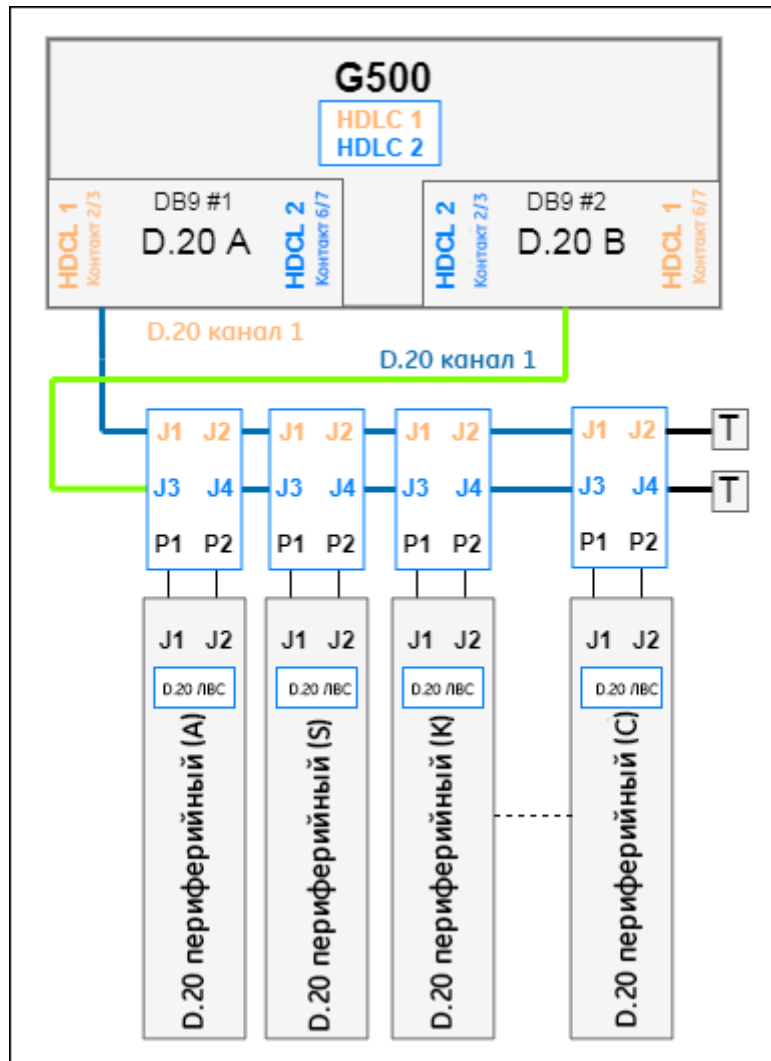 G500
HDLC 1
HDLC 2
HDCL 1
Контакт 2/3
DB9 #1
D.20 A
HDCL 2
Контакт 6/7
HDCL 2
Контакт 2/3
DB9 #2
D.20 B
HDCL 1
Контакт 6/7
D.20 канал 1
D.20 канал 1
J1 J2 J1 J2 J1 J2 J1 J2 T
J3 J4 J3 J4 J3 J4 J3 J4 T
P1 P2 P1 P2 P1 P2 P1 P2
J1 J2 J1 J2 J1 J2 J1 J2
D.20 ЛВС D.20 ЛВС D.20 ЛВС D.20 ЛВС
D.20 периферийный (A)
D.20 периферийный (S)
D.20 периферийный (K)
D.20 периферийный (C)